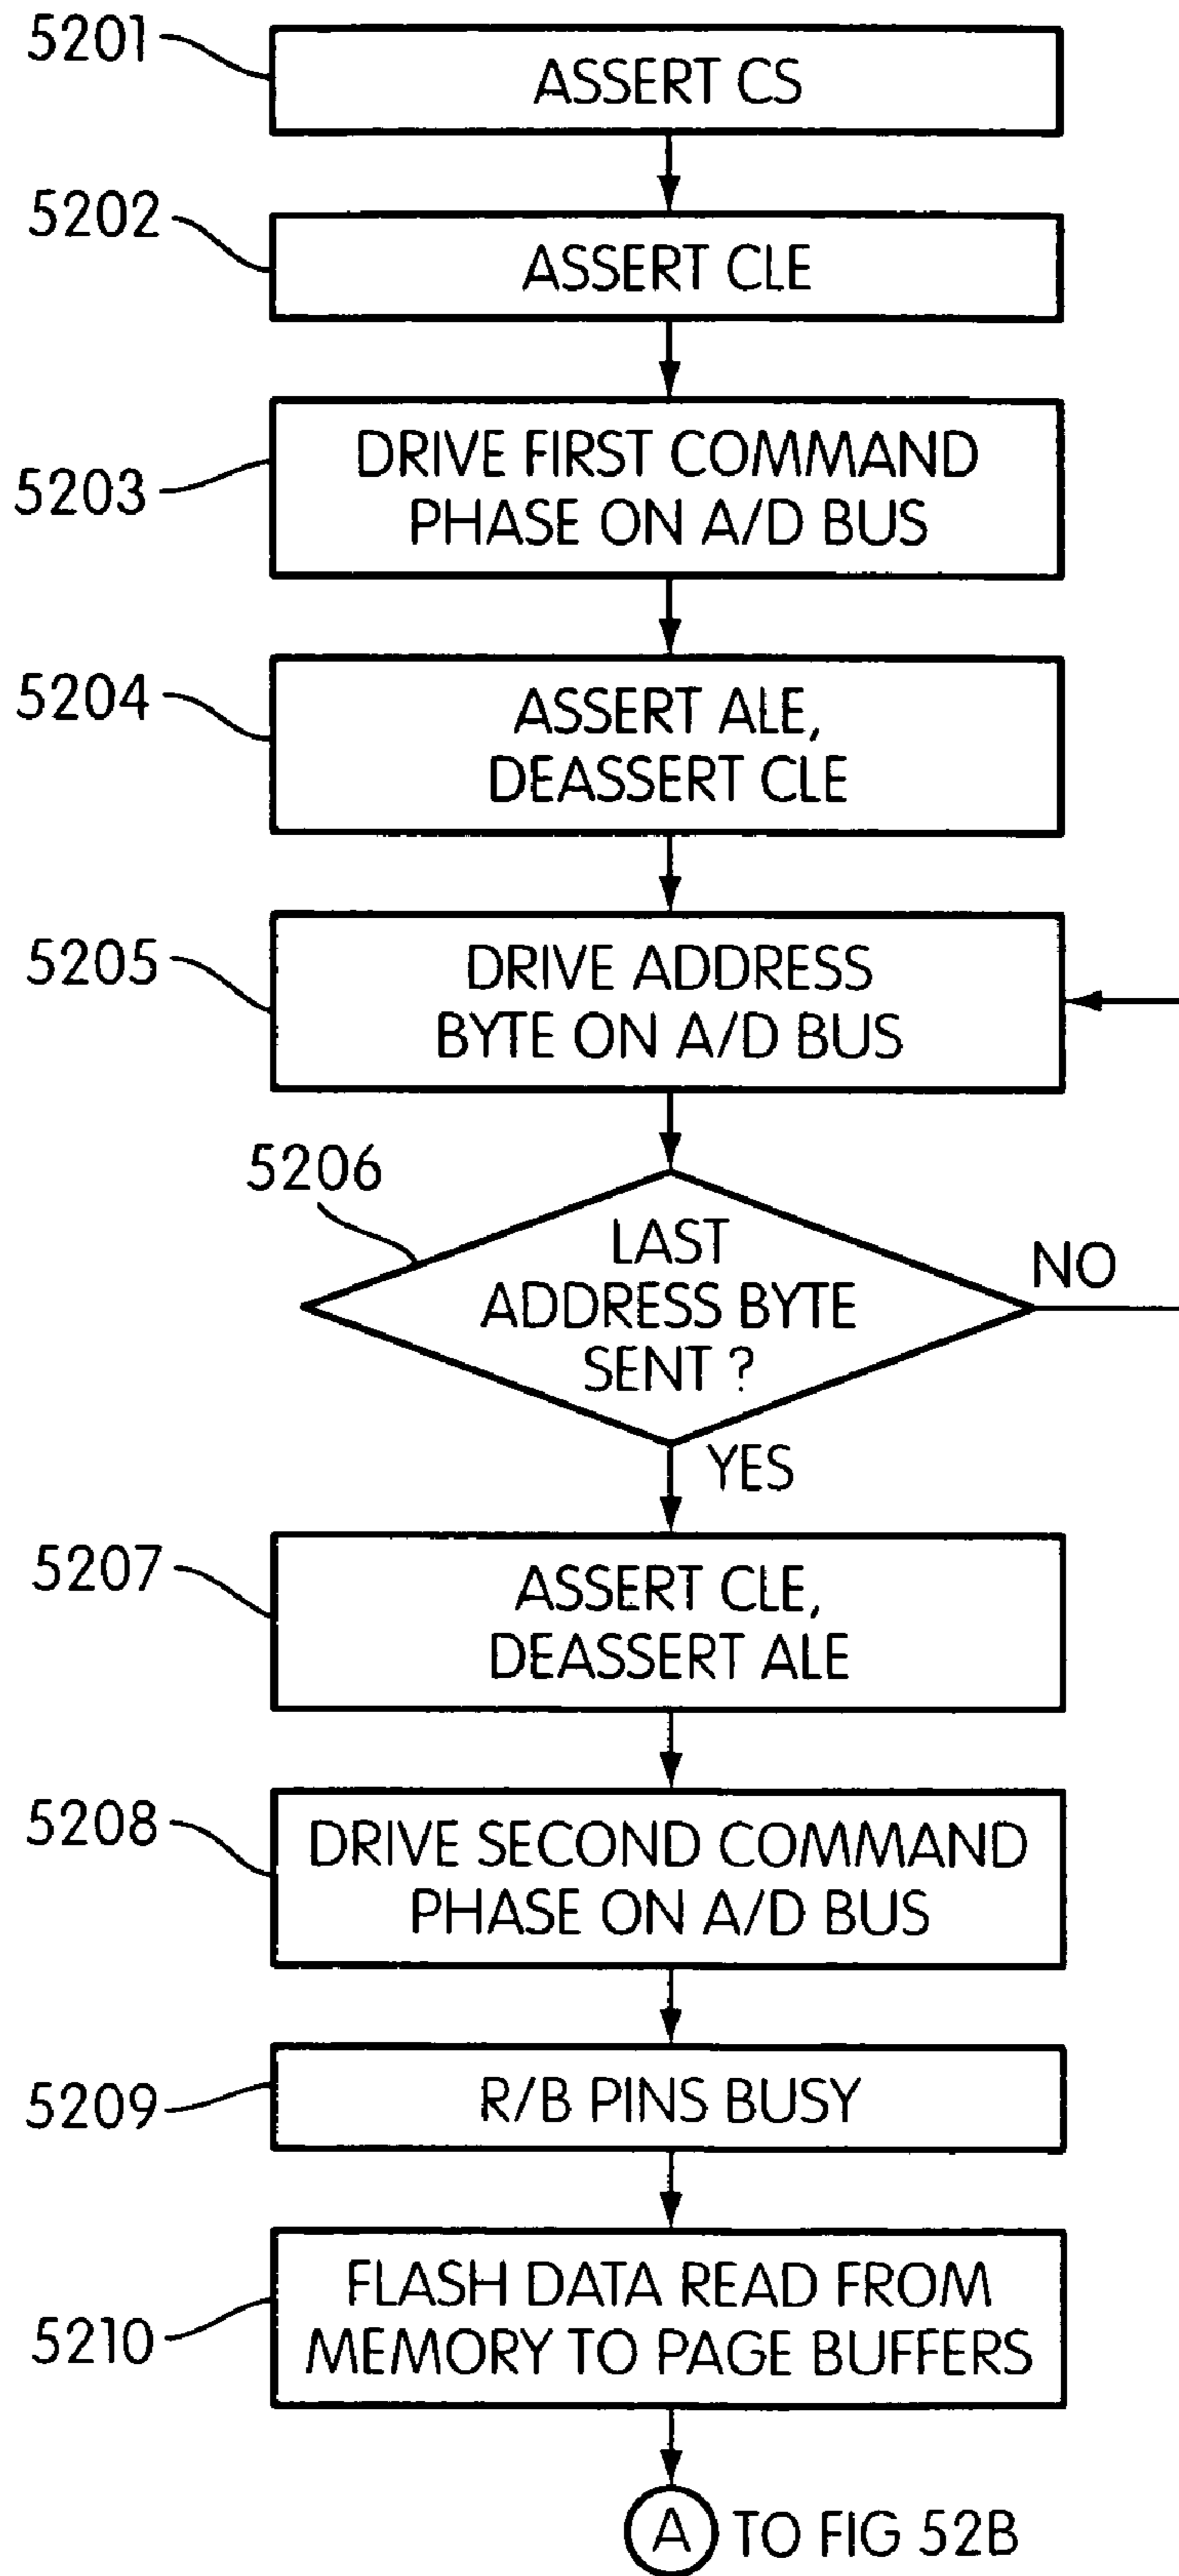 5201
ASSERT CS
5202
ASSERT CLE
5203
DRIVE FIRST COMMAND
PHASE ON A/D BUS
5204
ASSERT ALE,
DEASSERT CLE
5205
DRIVE ADDRESS
BYTE ON A/D BUS
5206
LAST
ADDRESS BYTE
SENT ?
NO
YES
5207
ASSERT CLE,
DEASSERT ALE
5208
DRIVE SECOND COMMAND
PHASE ON A/D BUS
5209
R/B PINS BUSY
5210
FLASH DATA READ FROM
MEMORY TO PAGE BUFFERS
A TO FIG 52B